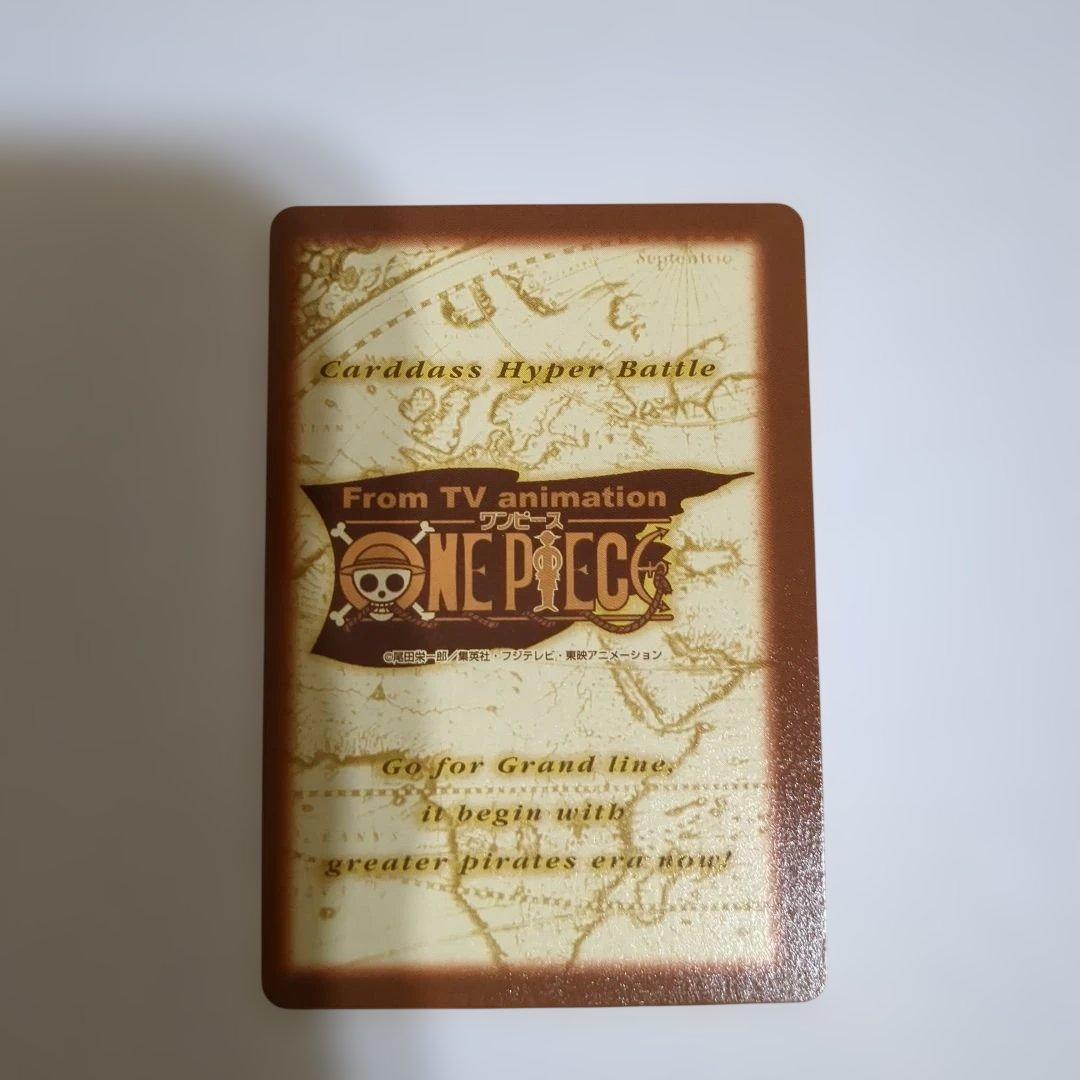 Septentrio
Carddass Hyper Battle
From TV animation
ワンピース
ONE PIECE
©尾田栄一郎/集英社・フジテレビ・東映アニメーション
Go for Grand line,
it begin with
greater pirates era now!